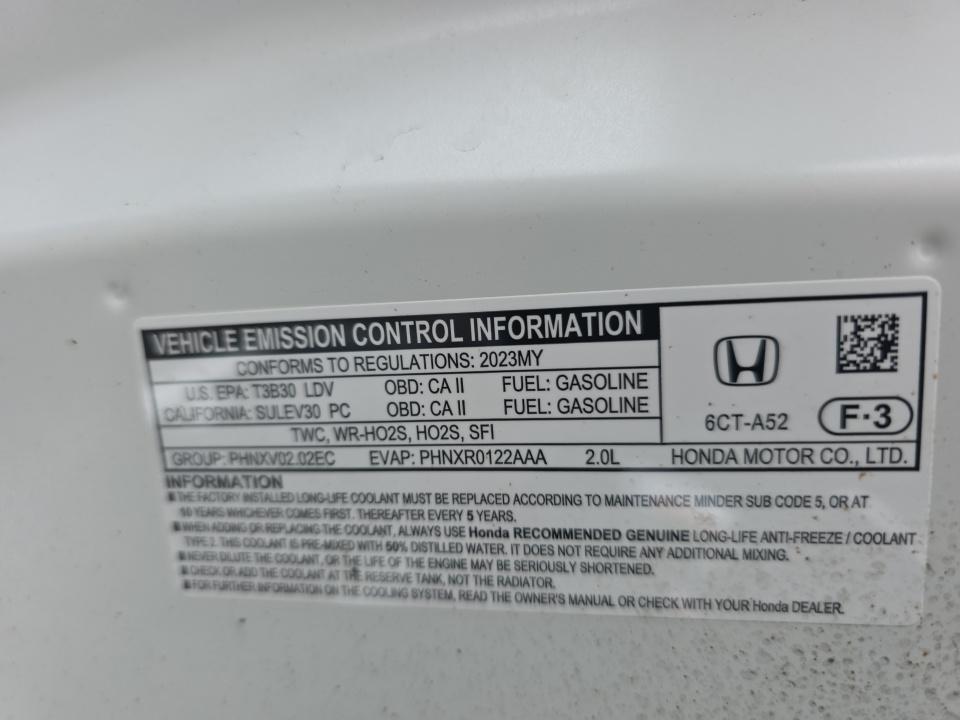 VEHICLE EMISSION CONTROL INFORMATION
CONFORMS TO REGULATIONS: 2023MY
U.S. EPA: T3B30 LDV OBD: CA II FUEL: GASOLINE
CALIFORNIA: SULEV30 PC OBD: CA II FUEL: GASOLINE
TWC, WR-HO2S, HO2S, SFI
GROUP: PHNXV02.02EC EVAP: PHNXR0122AAA 2.0L
6CT-A52 F-3
HONDA MOTOR CO., LTD.
INFORMATION
■ THE FACTORY INSTALLED LONG-LIFE COOLANT MUST BE REPLACED ACCORDING TO MAINTENANCE MINDER SUB CODE 5, OR AT
10 YEARS WHICHEVER COMES FIRST. THEREAFTER EVERY 5 YEARS.
■ WHEN ADDING OR REPLACING THE COOLANT, ALWAYS USE Honda RECOMMENDED GENUINE LONG-LIFE ANTI-FREEZE / COOLANT
TYPE 2. THIS COOLANT IS PRE-MIXED WITH 50% DISTILLED WATER. IT DOES NOT REQUIRE ANY ADDITIONAL MIXING.
■ NEVER DILUTE THE COOLANT, OR THE LIFE OF THE ENGINE MAY BE SERIOUSLY SHORTENED.
■ CHECK OR ADD THE COOLANT AT THE RESERVE TANK, NOT THE RADIATOR.
■ FOR FURTHER INFORMATION ON THE COOLING SYSTEM, READ THE OWNER'S MANUAL OR CHECK WITH YOUR Honda DEALER.